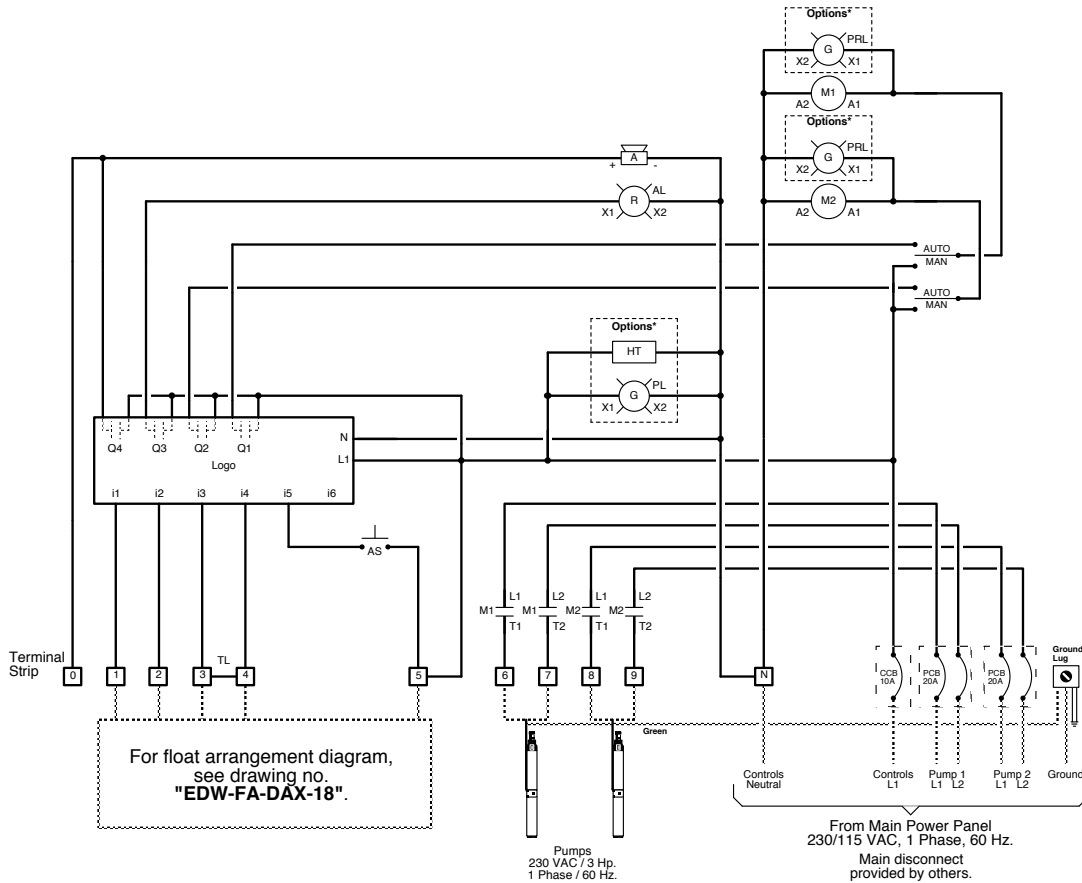 Options*
G
PRL
X2
X1
M1
A2
A1
Options*
G
PRL
X2
X1
M2
A2
A1
A
+
-
R
AL
X1
X2
AUTO
MAN
AUTO
MAN
Options*
HT
G
PL
X1
X2
Q4
Q3
Q2
Q1
N
Logo
L1
i1
i2
i3
i4
i5
i6
AS
L1
L2
L1
L2
M1
M1
M2
M2
T1
T2
T1
T2
Terminal
Strip
0
1
2
3
TL
4
5
6
7
8
9
N
CCB
10A
PCB
20A
PCB
20A
Ground
Lug
Green
For float arrangement diagram,
see drawing no.
"EDW-FA-DAX-18".
Pumps
230 VAC / 3 Hp.
1 Phase / 60 Hz.
Controls
Neutral
Controls
L1
Pump 1
L1 L2
Pump 2
L1 L2
Ground
From Main Power Panel
230/115 VAC, 1 Phase, 60 Hz.
Main disconnect
provided by others.